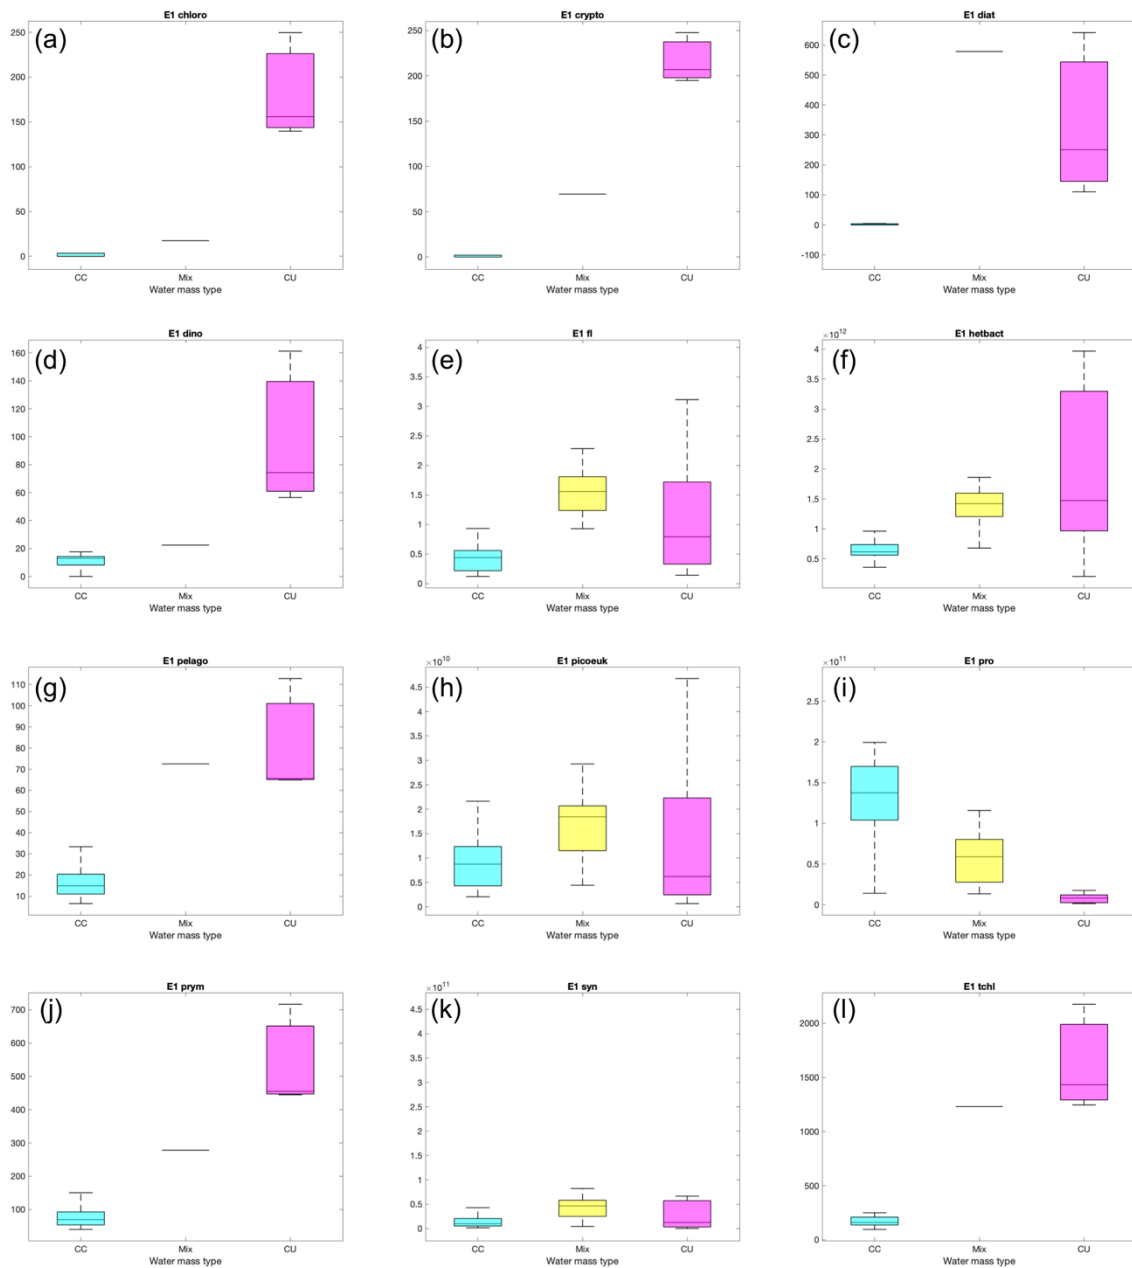 E1 chloro
(a)
250
200
150
100
50
0
CC Mix CU
Water mass type
E1 crypto
(b)
250
200
150
100
50
0
CC Mix CU
Water mass type
E1 diat
(c)
600
500
400
300
200
100
0
-100
CC Mix CU
Water mass type
E1 dino
(d)
160
140
120
100
80
60
40
20
0
CC Mix CU
Water mass type
E1 fl
(e)
4
3.5
3
2.5
2
1.5
1
0.5
0
CC Mix CU
Water mass type
×10¹² E1 hetbact
(f)
4
3.5
3
2.5
2
1.5
1
0.5
CC Mix CU
Water mass type
E1 pelago
(g)
110
100
90
80
70
60
50
40
30
20
10
CC Mix CU
Water mass type
×10¹⁰ E1 picoeuk
(h)
4.5
4
3.5
3
2.5
2
1.5
1
0.5
0
CC Mix CU
Water mass type
×10¹¹ E1 pro
(i)
2.5
2
1.5
1
0.5
0
CC Mix CU
Water mass type
E1 prym
(j)
700
600
500
400
300
200
100
CC Mix CU
Water mass type
×10¹¹ E1 syn
(k)
4.5
4
3.5
3
2.5
2
1.5
1
0.5
0
CC Mix CU
Water mass type
E1 tchl
(l)
2000
1500
1000
500
0
CC Mix CU
Water mass type